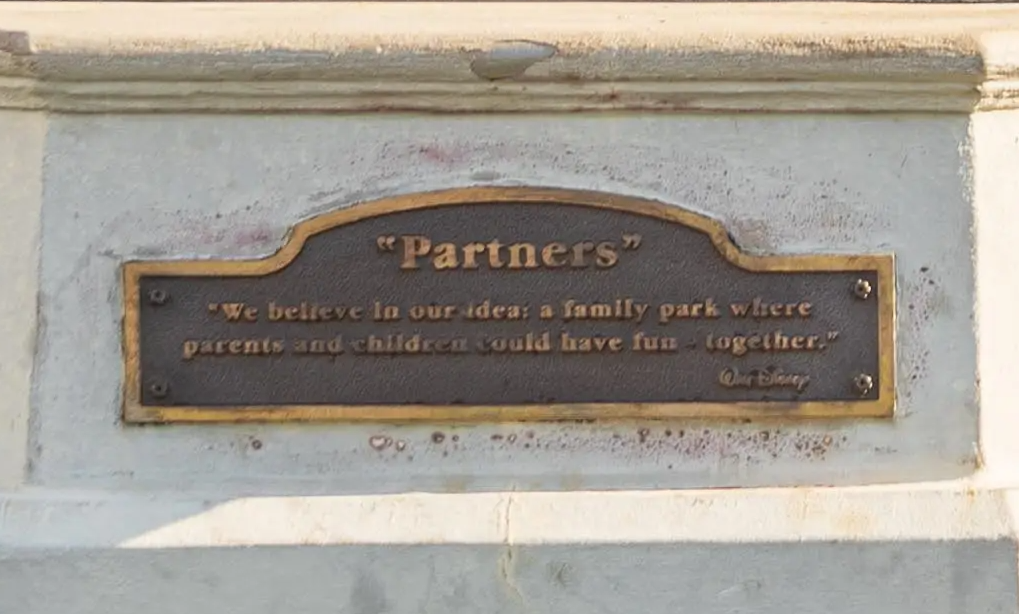 “Partners”
“We believe in our idea: a family park where
parents and children could have fun - together.”
Walt Disney